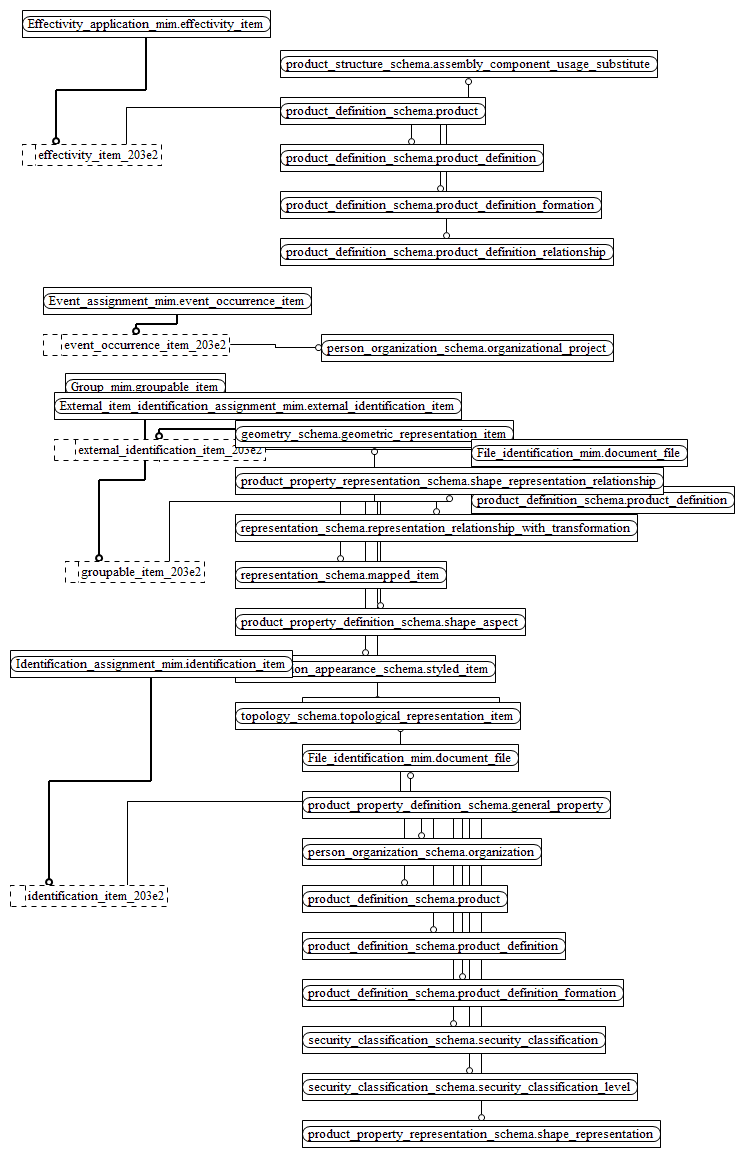 Effectivity_application_mim.effectivity_item
product_structure_schema.assembly_component_usage_substitute
product_definition_schema.product
effectivity_item_203e2
product_definition_schema.product_definition
product_definition_schema.product_definition_formation
product_definition_schema.product_definition_relationship
Event_assignment_mim.event_occurrence_item
event_occurrence_item_203e2
person_organization_schema.organizational_project
Group_mim.groupable_item
External_item_identification_assignment_mim.external_identification_item
geometry_schema.geometric_representation_item
external_identification_item_203e2
File_identification_mim.document_file
product_property_representation_schema.shape_representation_relationship
product_definition_schema.product_definition
representation_schema.representation_relationship_with_transformation
groupable_item_203e2
representation_schema.mapped_item
product_property_definition_schema.shape_aspect
Identification_assignment_mim.identification_item
on_appearance_schema.styled_item
topology_schema.topological_representation_item
File_identification_mim.document_file
product_property_definition_schema.general_property
person_organization_schema.organization
identification_item_203e2
product_definition_schema.product
product_definition_schema.product_definition
product_definition_schema.product_definition_formation
security_classification_schema.security_classification
security_classification_schema.security_classification_level
product_property_representation_schema.shape_representation